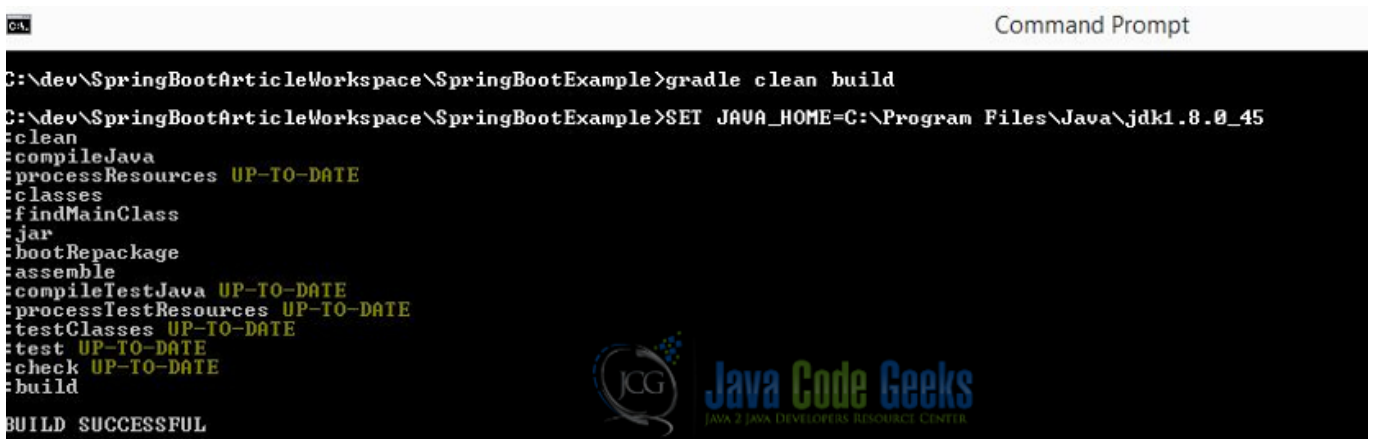 C:\.
Command Prompt
C:\dev\SpringBootArticleWorkspace\SpringBootExample>gradle clean build
C:\dev\SpringBootArticleWorkspace\SpringBootExample>SET JAVA_HOME=C:\Program Files\Java\jdk1.8.0_45
:clean
:compileJava
:processResources UP-TO-DATE
:classes
:findMainClass
:jar
:bootRepackage
:assemble
:compileTestJava UP-TO-DATE
:processTestResources UP-TO-DATE
:testClasses UP-TO-DATE
:test UP-TO-DATE
:check UP-TO-DATE
:build
JCG
Java Code Geeks
JAVA 2 JAVA DEVELOPERS RESOURCE CENTER
BUILD SUCCESSFUL